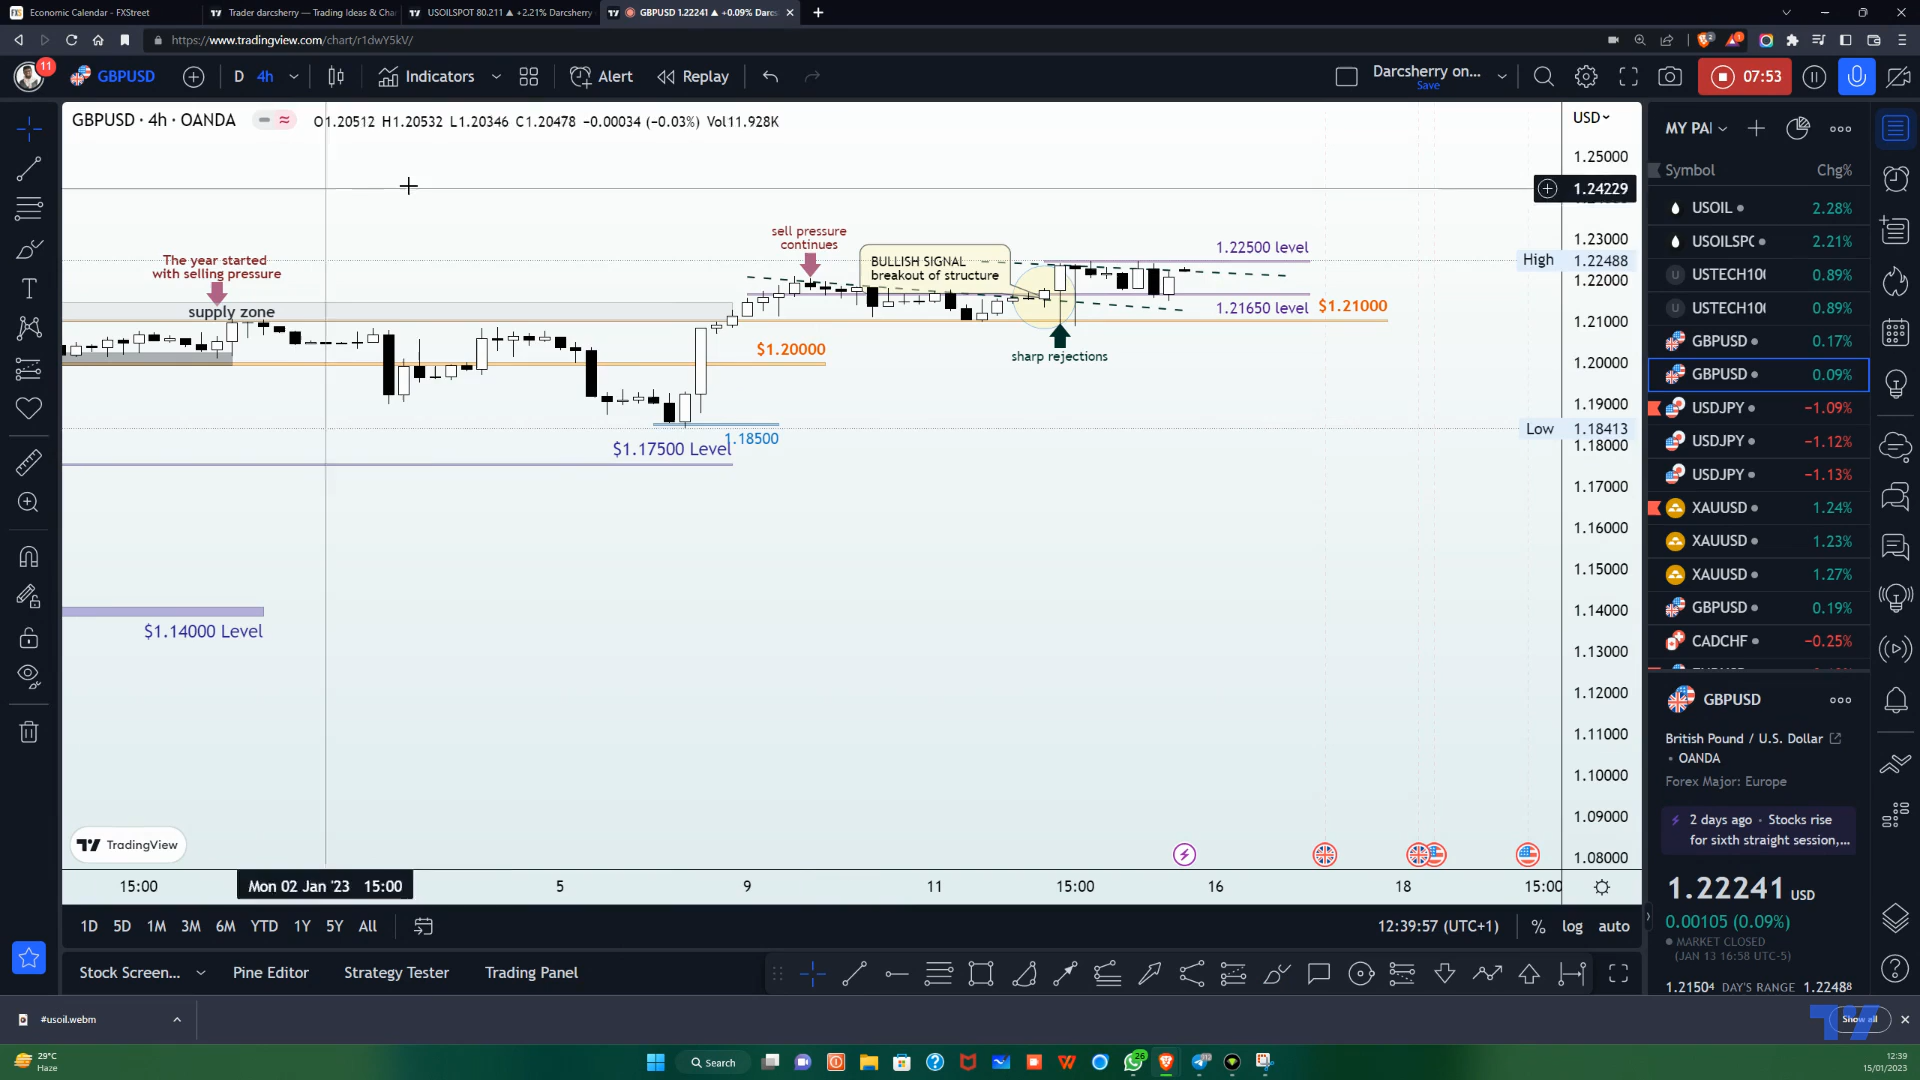 Economic Calendar - FXStreet
Trader darcsherry — Trading Ideas & Cha
USOILSPOT 80.211 ▲ +2.21% Darcsherry
GBPUSD 1.22241 ▲ +0.09% Darcs
https://www.tradingview.com/chart/r1dwY5kV/
11
GBPUSD
D
4h
Indicators
Alert
Replay
Darcsherry on...
Save
07:53
GBPUSD · 4h · OANDA
O1.20512 H1.20532 L1.20346 C1.20478 −0.00034 (−0.03%) Vol11.928K
USD
1.25000
1.24229
1.23000
High 1.22488
1.22000
1.21000
1.20000
1.19000
Low 1.18413
1.18000
1.17000
1.16000
1.15000
1.14000
1.13000
1.12000
1.11000
1.10000
1.09000
1.08000
The year started
with selling pressure
supply zone
sell pressure
continues
BULLISH SIGNAL
breakout of structure
1.22500 level
1.21650 level
$1.21000
sharp rejections
$1.20000
1.18500
$1.17500 Level
$1.14000 Level
TradingView
15:00
Mon 02 Jan '23 15:00
5
9
11
15:00
16
18
15:00
1D 5D 1M 3M 6M YTD 1Y 5Y All
12:39:57 (UTC+1)
% log auto
Stock Screen...
Pine Editor
Strategy Tester
Trading Panel
MY PAI
Symbol Chg%
USOIL 2.28%
USOILSPC 2.21%
USTECH100 0.89%
USTECH100 0.89%
GBPUSD 0.17%
GBPUSD 0.09%
USDJPY −1.09%
USDJPY −1.12%
USDJPY −1.13%
XAUUSD 1.24%
XAUUSD 1.23%
XAUUSD 1.27%
GBPUSD 0.19%
CADCHF −0.25%
GBPUSD
British Pound / U.S. Dollar
• OANDA
Forex Major: Europe
2 days ago · Stocks rise
for sixth straight session,...
1.22241 USD
0.00105 (0.09%)
MARKET CLOSED
(JAN 13 16:58 UTC-5)
1.21504 DAY'S RANGE 1.22488
#usoil.webm
Show all
29°C
Haze
Search
26
12:39
15/01/2023